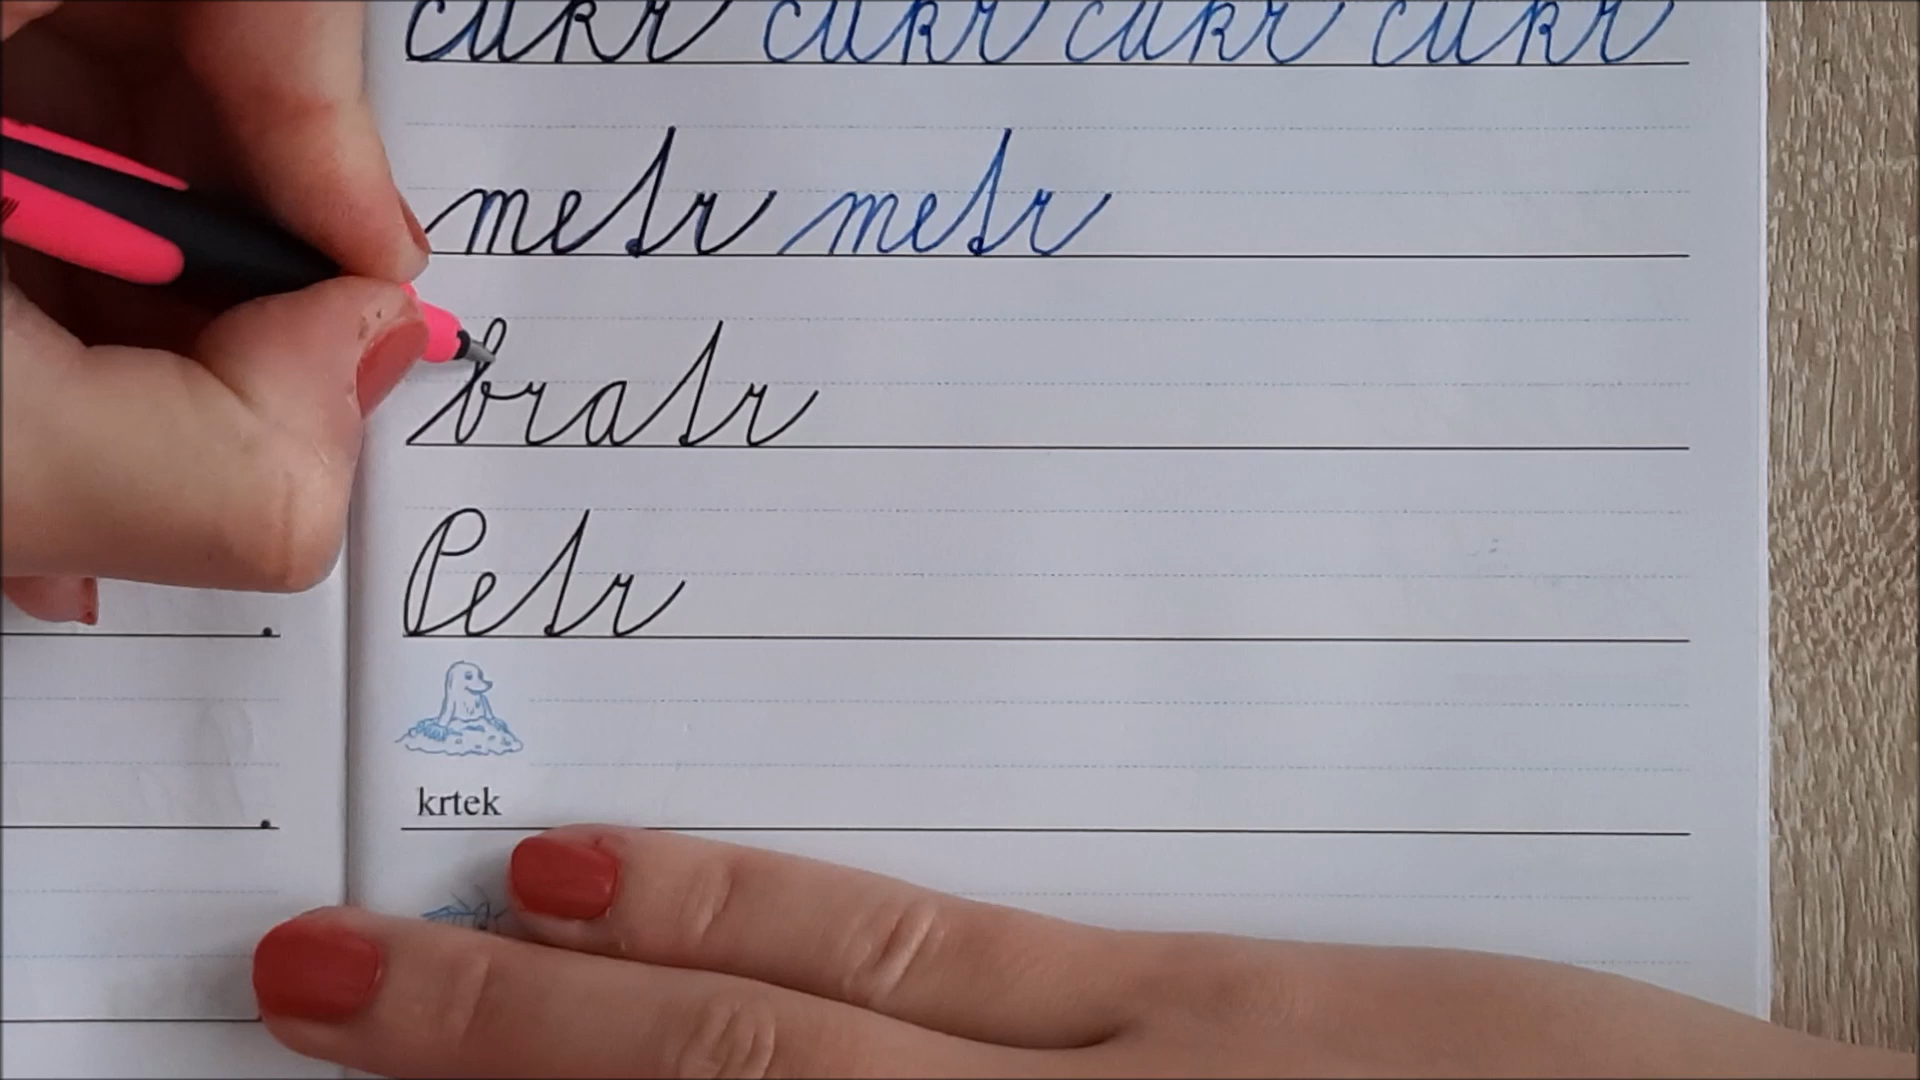 cukr cukr cukr cukr
metr metr
bratr
Petr
krtek